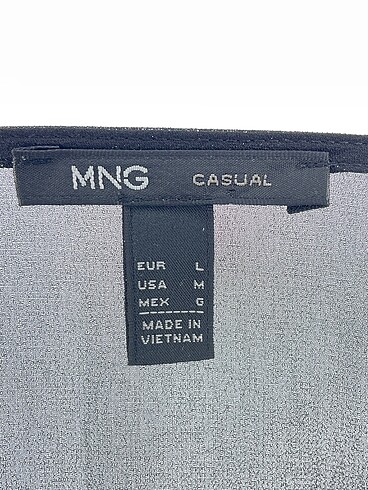 MNG CASUAL
EUR L
USA M
MEX G
MADE IN
VIETNAM